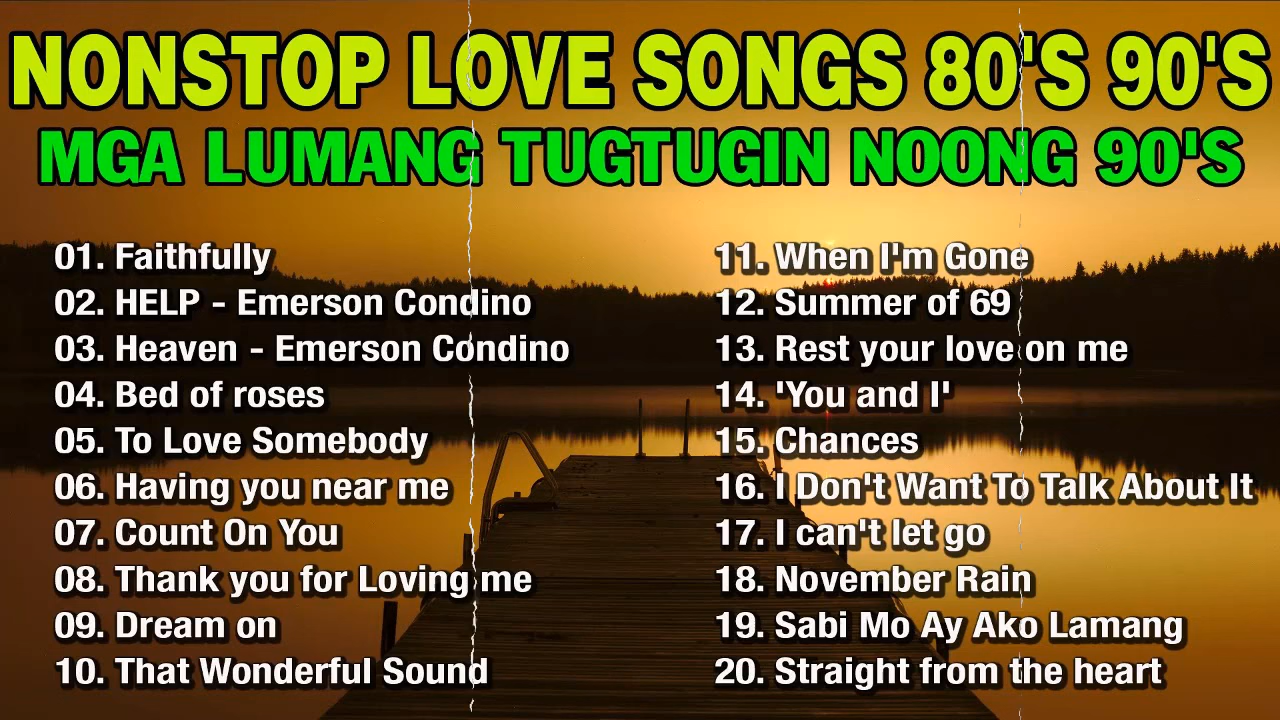 NONSTOP LOVE SONGS 80'S 90'S
MGA LUMANG TUGTUGIN NOONG 90'S
01. Faithfully
02. HELP - Emerson Condino
03. Heaven - Emerson Condino
04. Bed of roses
05. To Love Somebody
06. Having you near me
07. Count On You
08. Thank you for Loving me
09. Dream on
10. That Wonderful Sound
11. When I'm Gone
12. Summer of 69
13. Rest your love on me
14. 'You and I'
15. Chances
16. I Don't Want To Talk About It
17. I can't let go
18. November Rain
19. Sabi Mo Ay Ako Lamang
20. Straight from the heart